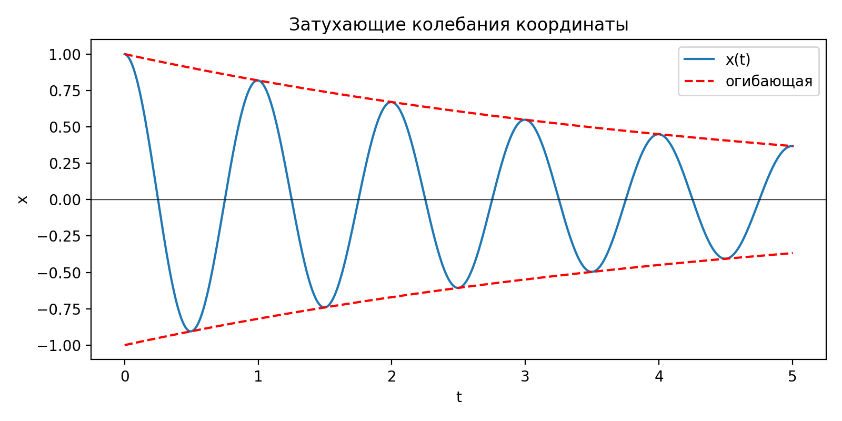 Затухающие колебания координаты
x(t)
огибающая
1.00
0.75
0.50
0.25
0.00
−0.25
−0.50
−0.75
−1.00
x
0 1 2 3 4 5
t